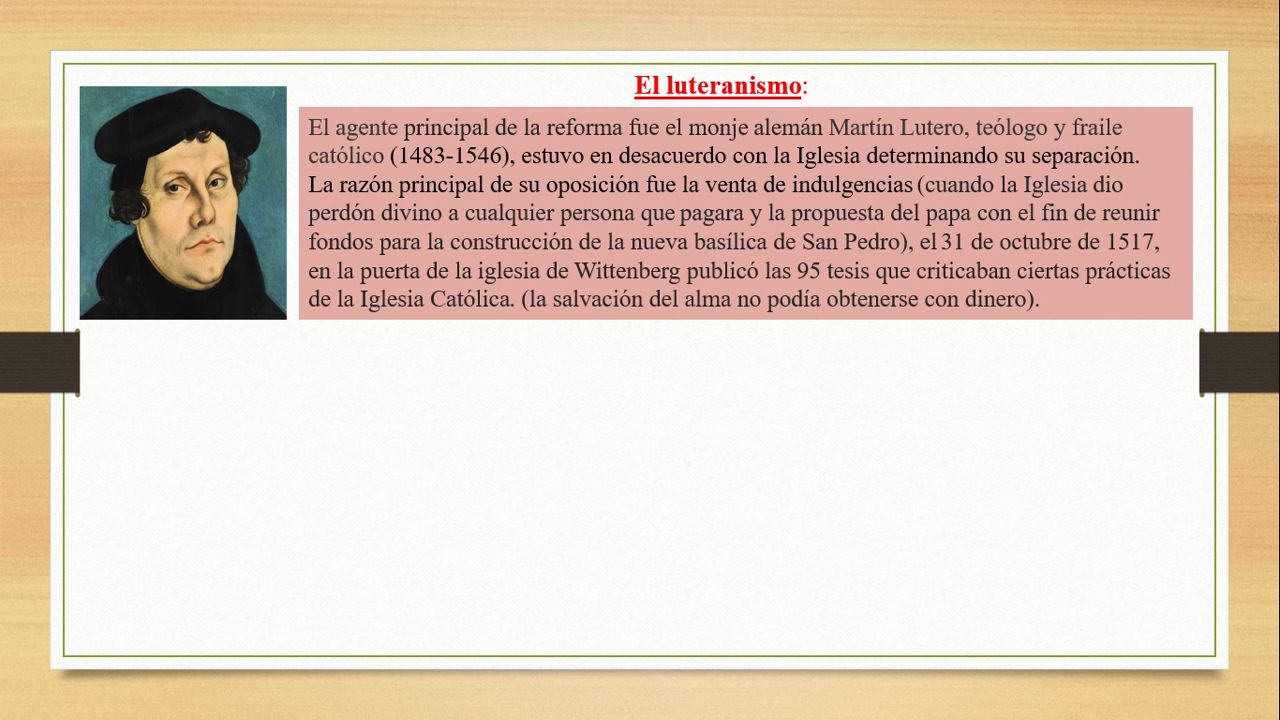 El luteranismo:
El agente principal de la reforma fue el monje alemán Martín Lutero, teólogo y fraile
católico (1483-1546), estuvo en desacuerdo con la Iglesia determinando su separación.
La razón principal de su oposición fue la venta de indulgencias (cuando la Iglesia dio
perdón divino a cualquier persona que pagara y la propuesta del papa con el fin de reunir
fondos para la construcción de la nueva basílica de San Pedro), el 31 de octubre de 1517,
en la puerta de la iglesia de Wittenberg publicó las 95 tesis que criticaban ciertas prácticas
de la Iglesia Católica. (la salvación del alma no podía obtenerse con dinero).